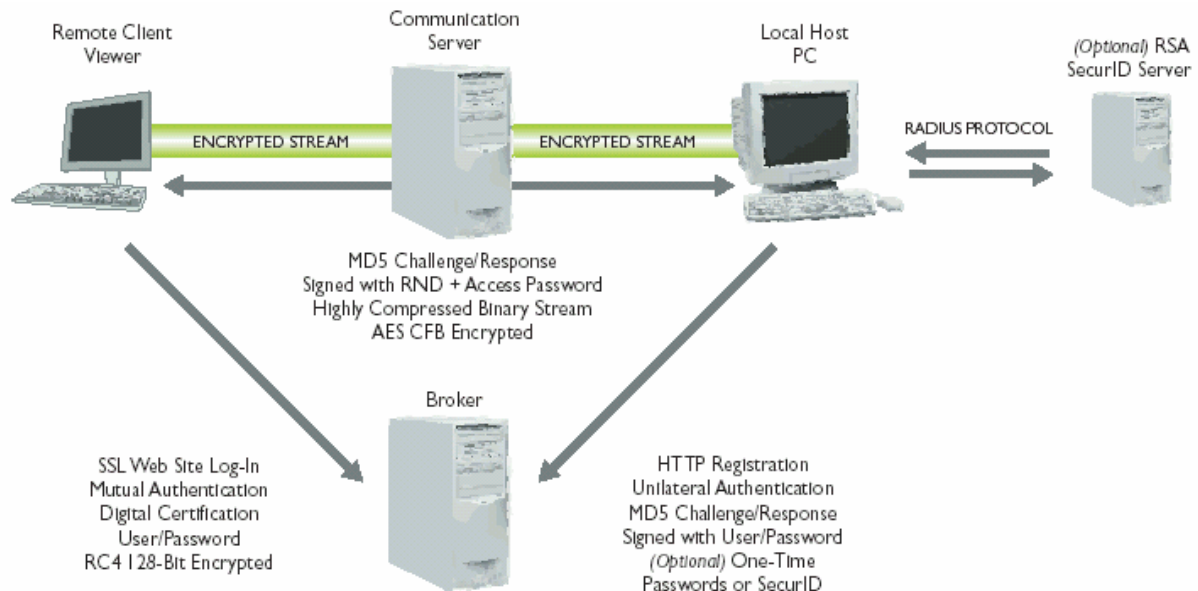 Remote Client
Viewer
Communication
Server
Local Host
PC
(Optional) RSA
SecurID Server
ENCRYPTED STREAM
ENCRYPTED STREAM
RADIUS PROTOCOL
MD5 Challenge/Response
Signed with RND + Access Password
Highly Compressed Binary Stream
AES CFB Encrypted
Broker
SSL Web Site Log-In
Mutual Authentication
Digital Certification
User/Password
RC4 128-Bit Encrypted
HTTP Registration
Unilateral Authentication
MD5 Challenge/Response
Signed with User/Password
(Optional) One-Time
Passwords or SecurID